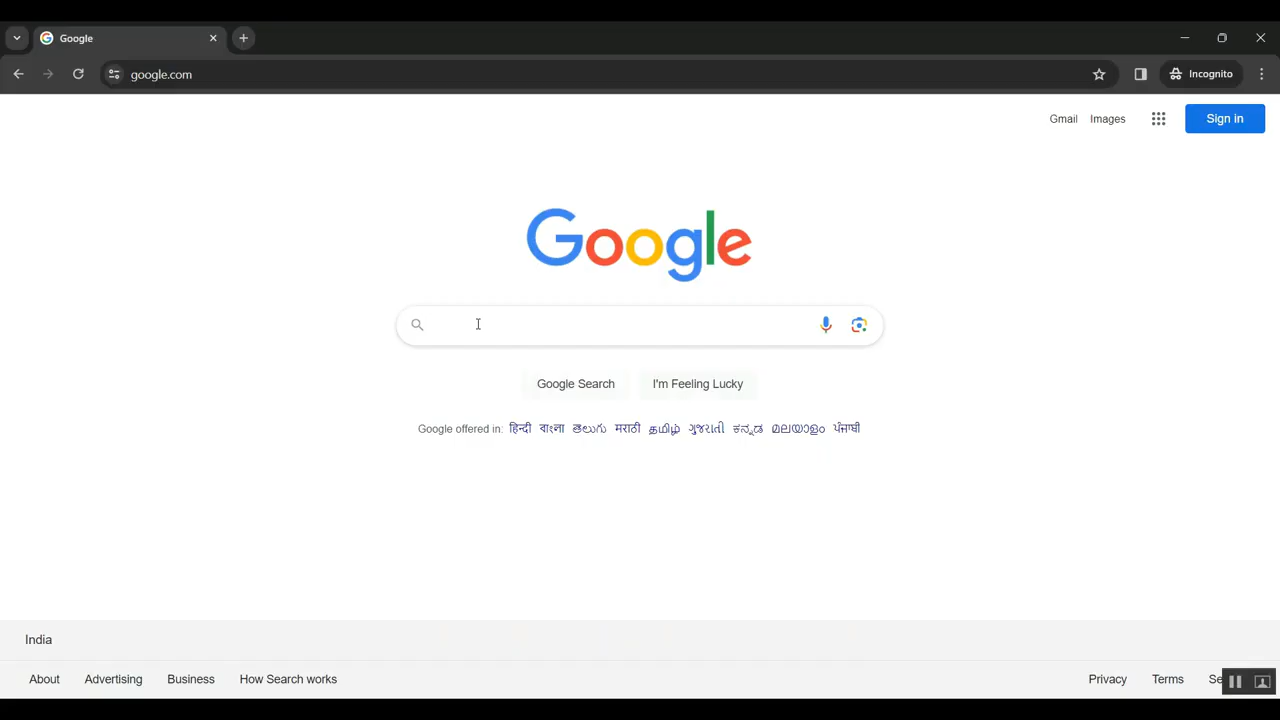 Google
google.com
Incognito
Gmail Images Sign in
Google
Google Search I'm Feeling Lucky
Google offered in: हिन्दी বাংলা తెలుగు मराठी தமிழ் ગુજરાતી ಕನ್ನಡ മലയാളം ਪੰਜਾਬੀ
India
About Advertising Business How Search works Privacy Terms Se